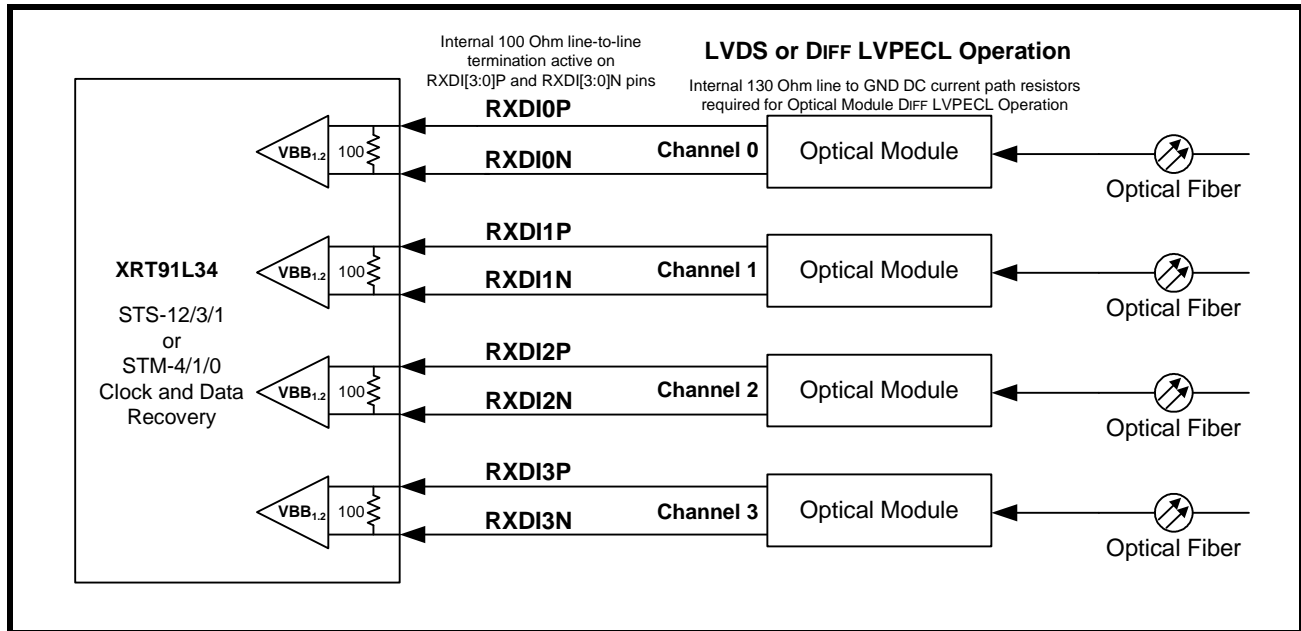 Internal 100 Ohm line-to-line
termination active on
RXDI[3:0]P and RXDI[3:0]N pins
LVDS or DIFF LVPECL Operation
Internal 130 Ohm line to GND DC current path resistors
required for Optical Module DIFF LVPECL Operation
XRT91L34
STS-12/3/1
or
STM-4/1/0
Clock and Data
Recovery
VBB1.2
100
RXDI0P
RXDI0N
Channel 0
Optical Module
Optical Fiber
VBB1.2
100
RXDI1P
RXDI1N
Channel 1
Optical Module
Optical Fiber
VBB1.2
100
RXDI2P
RXDI2N
Channel 2
Optical Module
Optical Fiber
VBB1.2
100
RXDI3P
RXDI3N
Channel 3
Optical Module
Optical Fiber